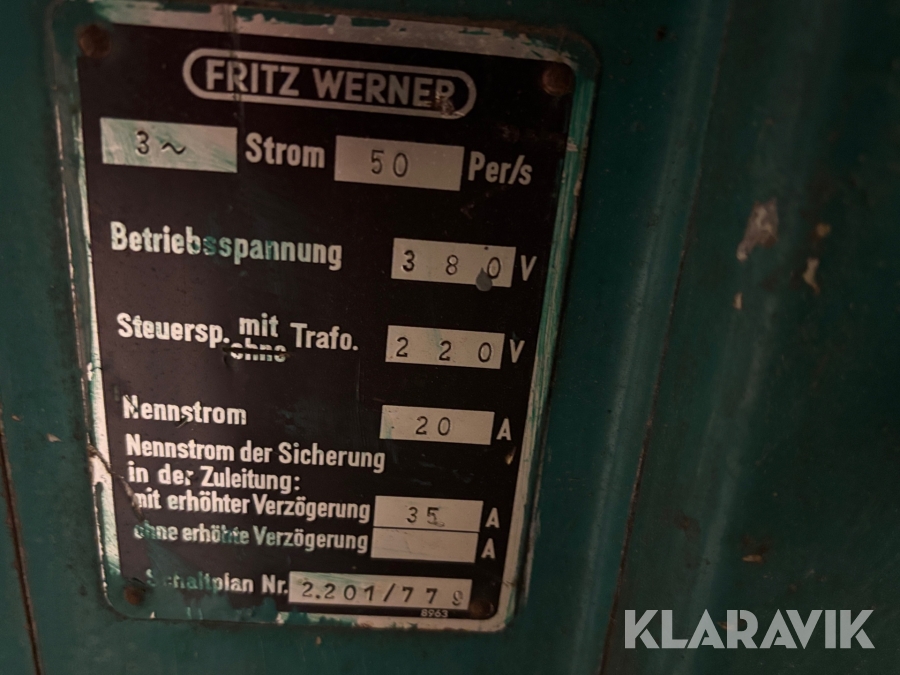 FRITZ WERNER
3~ Strom 50 Per/s
Betriebsspannung 380 V
Steuersp. mit Trafo. 220 V
ohne
Nennstrom 20 A
Nennstrom der Sicherung
in der Zuleitung:
mit erhöhter Verzögerung 35 A
ohne erhöhte Verzögerung A
Schaltplan Nr. 2.201/779
8963
KLARAVIK